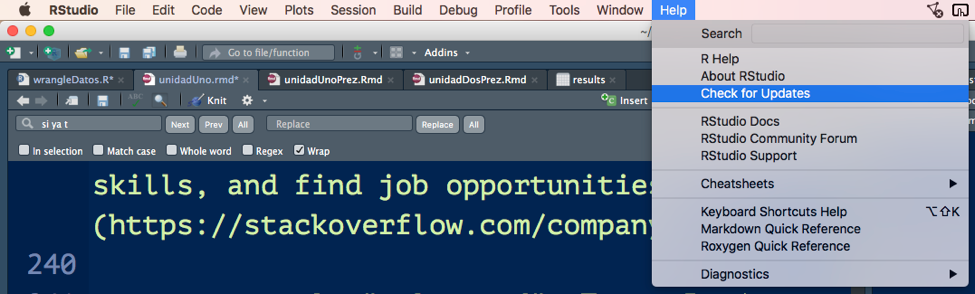 RStudio File Edit Code View Plots Session Build Debug Profile Tools Window Help
Search
~/
Go to file/function Addins
R Help
About RStudio
wrangleDatos.R* unidadUno.rmd* unidadUnoPrez.Rmd unidadDosPrez.Rmd results
Check for Updates
ABC Knit Insert
RStudio Docs
si ya t Next Prev All Replace Replace All
RStudio Community Forum
In selection Match case Whole word Regex Wrap
RStudio Support
skills, and find job opportunities
Cheatsheets
(https://stackoverflow.com/company
Keyboard Shortcuts Help ⌥⇧K
Markdown Quick Reference
Roxygen Quick Reference
240
Diagnostics